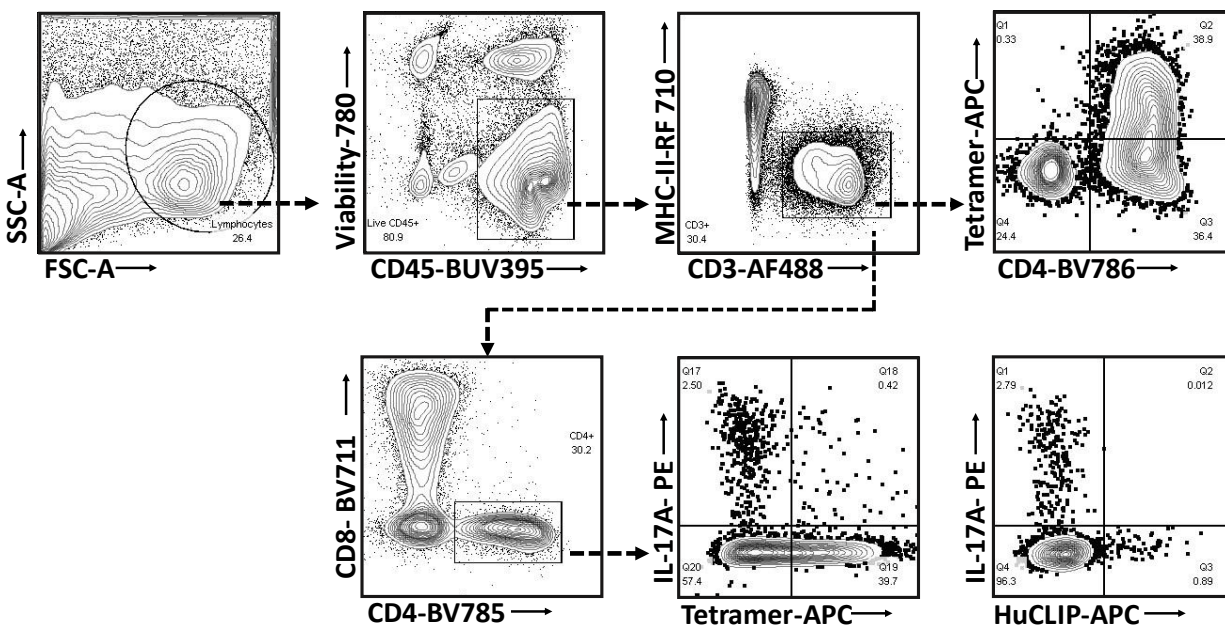 SSC-A
Lymphocytes
26.4
FSC-A
Viability-780
Live CD45+
80.9
CD45-BUV395
MHC-II-RF 710
CD3+
30.4
CD3-AF488
Tetramer-APC
Q1
0.33
Q2
38.9
Q4
24.4
Q3
36.4
CD4-BV786
CD8- BV711
CD4+
30.2
CD4-BV785
IL-17A- PE
Q17
2.50
Q18
0.42
Q20
57.4
Q19
39.7
Tetramer-APC
IL-17A- PE
Q1
2.79
Q2
0.012
Q4
96.3
Q3
0.89
HuCLIP-APC